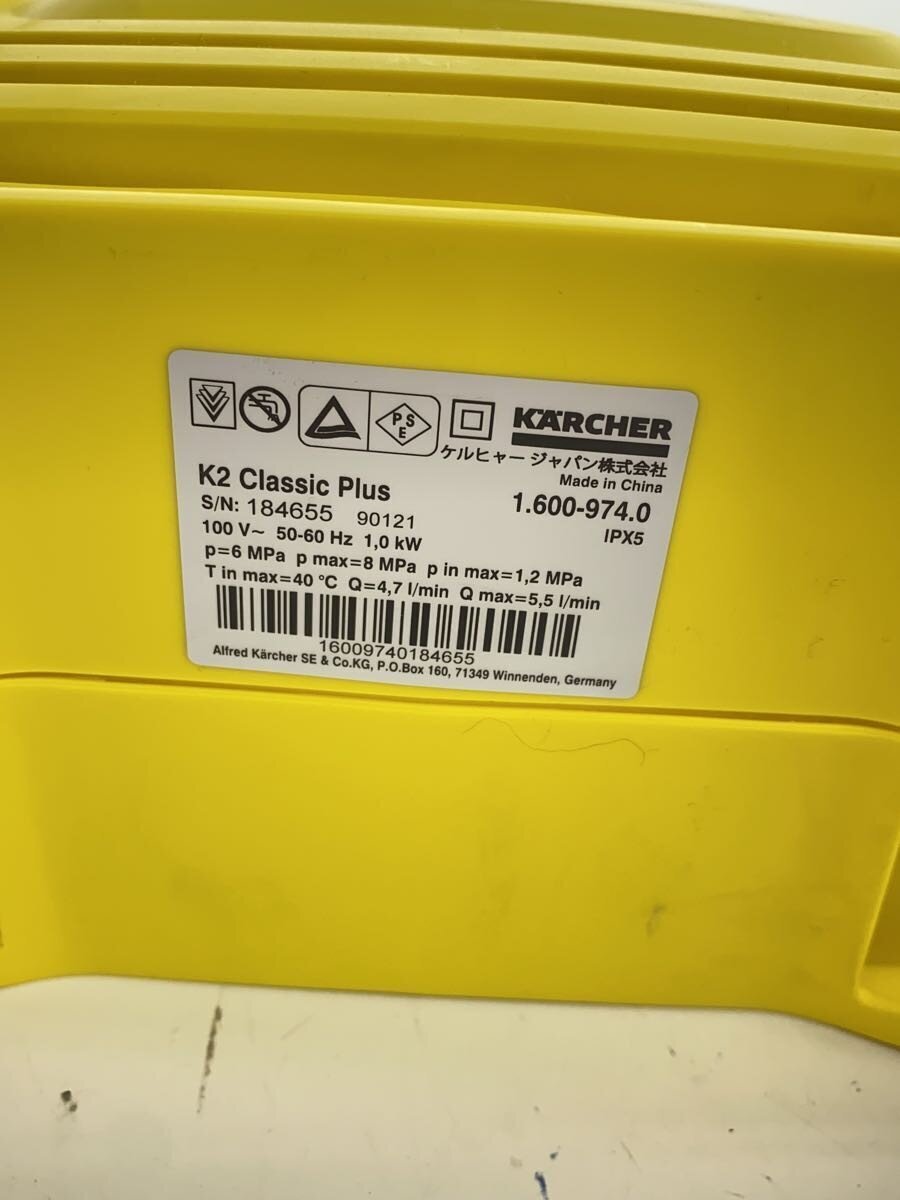 PS
E
KÄRCHER
ケルヒャー ジャパン株式会社
Made in China
K2 Classic Plus
1.600-974.0
S/N: 184655 90121
IPX5
100 V~ 50-60 Hz 1,0 kW
p=6 MPa p max=8 MPa p in max=1,2 MPa
T in max=40 °C Q=4,7 l/min Q max=5,5 l/min
16009740184655
Alfred Kärcher SE & Co.KG, P.O.Box 160, 71349 Winnenden, Germany